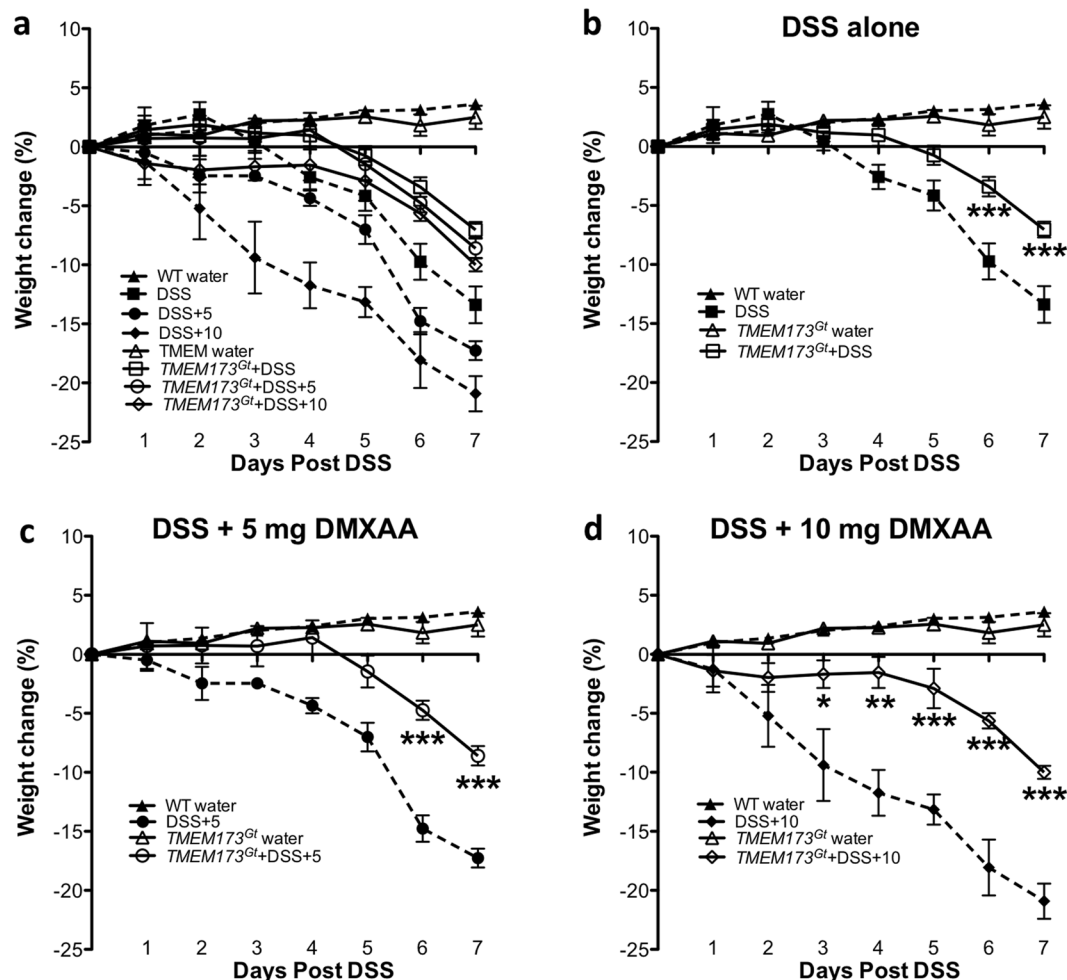 a
10
5
0
-5
-10
-15
-20
-25
Weight change (%)
WT water
DSS
DSS+5
DSS+10
TMEM water
TMEM173Gt+DSS
TMEM173Gt+DSS+5
TMEM173Gt+DSS+10
1 2 3 4 5 6 7
Days Post DSS
b
DSS alone
10
5
0
-5
-10
-15
-20
-25
Weight change (%)
***
***
WT water
DSS
TMEM173Gt water
TMEM173Gt+DSS
1 2 3 4 5 6 7
Days Post DSS
c
DSS + 5 mg DMXAA
10
5
0
-5
-10
-15
-20
-25
Weight change (%)
***
***
WT water
DSS+5
TMEM173Gt water
TMEM173Gt+DSS+5
1 2 3 4 5 6 7
Days Post DSS
d
DSS + 10 mg DMXAA
10
5
0
-5
-10
-15
-20
-25
Weight change (%)
* ** ***
***
***
WT water
DSS+10
TMEM173Gt water
TMEM173Gt+DSS+10
1 2 3 4 5 6 7
Days Post DSS